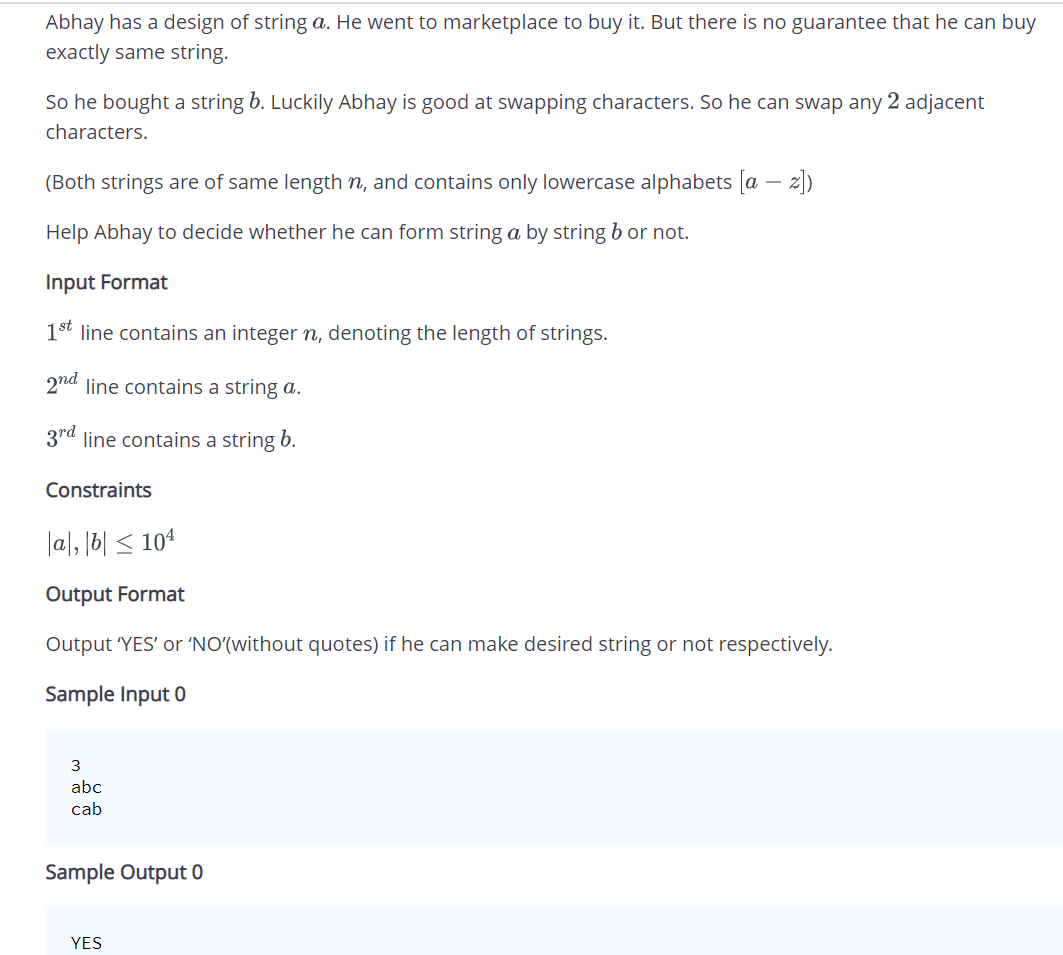 Abhay has a design of string a. He went to marketplace to buy it. But there is no guarantee that he can buy
exactly same string.
So he bought a string b. Luckily Abhay is good at swapping characters. So he can swap any 2 adjacent
characters.
(Both strings are of same length n, and contains only lowercase alphabets [a − z])
Help Abhay to decide whether he can form string a by string b or not.
Input Format
1st line contains an integer n, denoting the length of strings.
2nd line contains a string a.
3rd line contains a string b.
Constraints
|a|, |b| ≤ 10^4
Output Format
Output ‘YES’ or ‘NO’(without quotes) if he can make desired string or not respectively.
Sample Input 0
3
abc
cab
Sample Output 0
YES